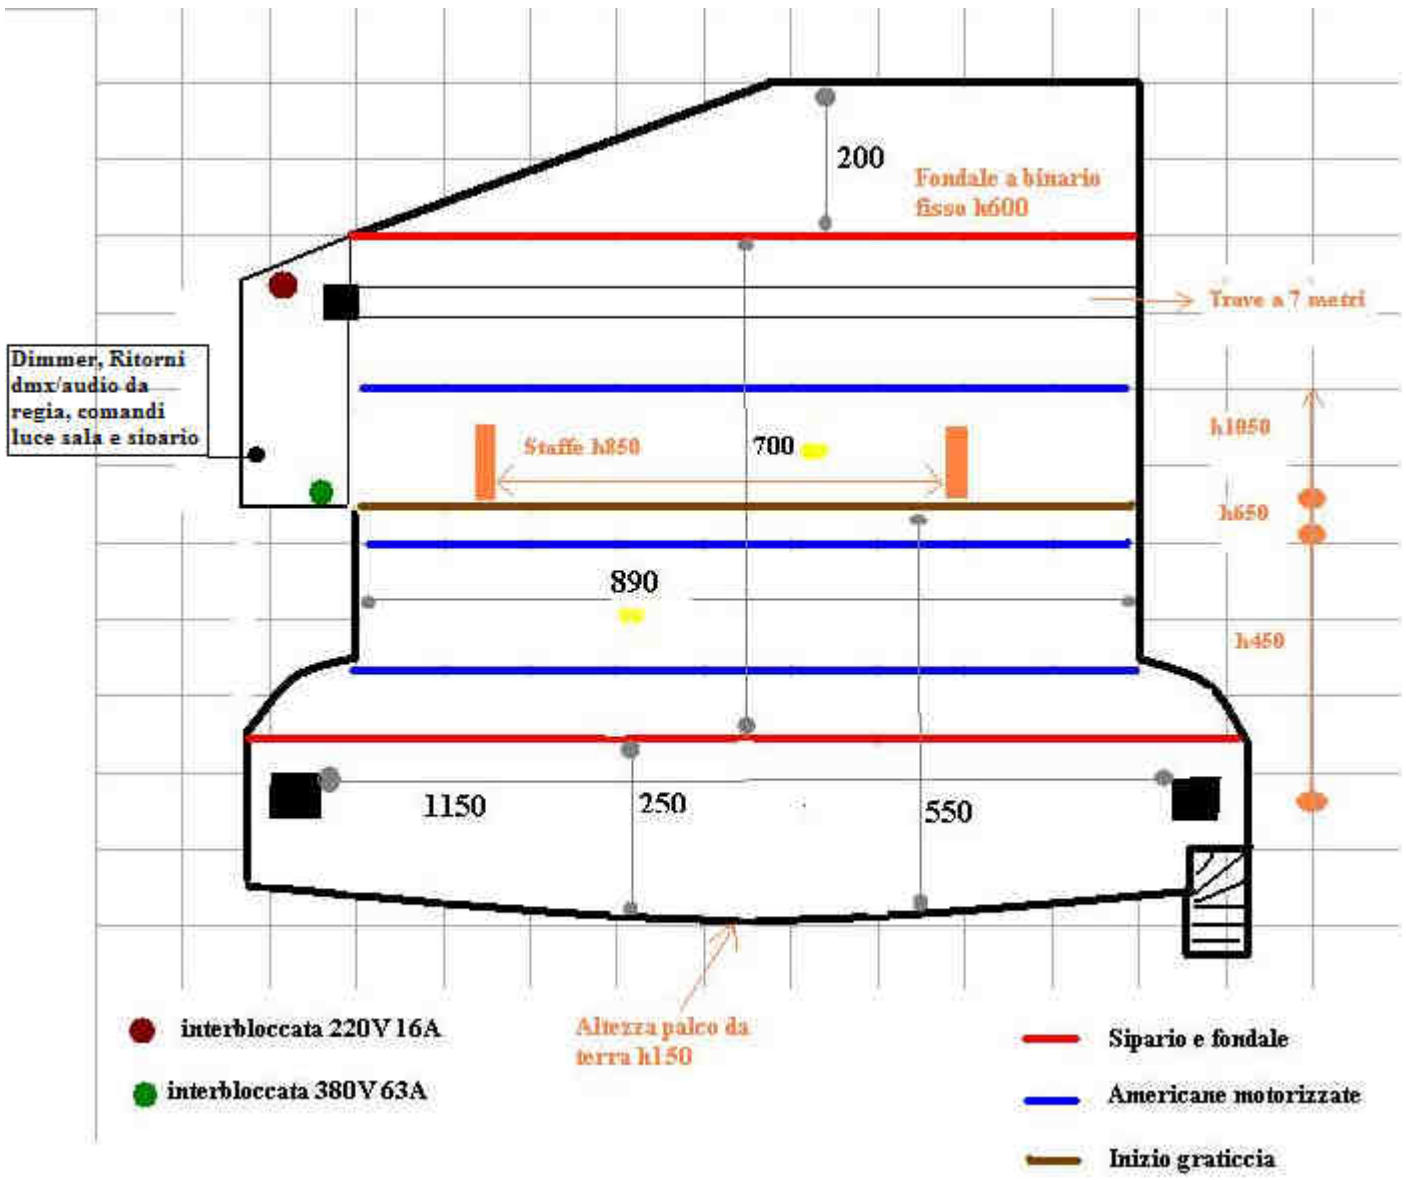 200
Fondale a binario
fisso h600
Trave a 7 metri
Dimmer, Ritorni
dmx/audio da
regia, comandi
luce sala e sipario
h1050
Staffe h850
700
h650
890
h450
1150
250
550
interbloccata 220V 16A
Altezza palco da
terra h150
Sipario e fondale
interbloccata 380V 63A
Americane motorizzate
Inizio graticcia